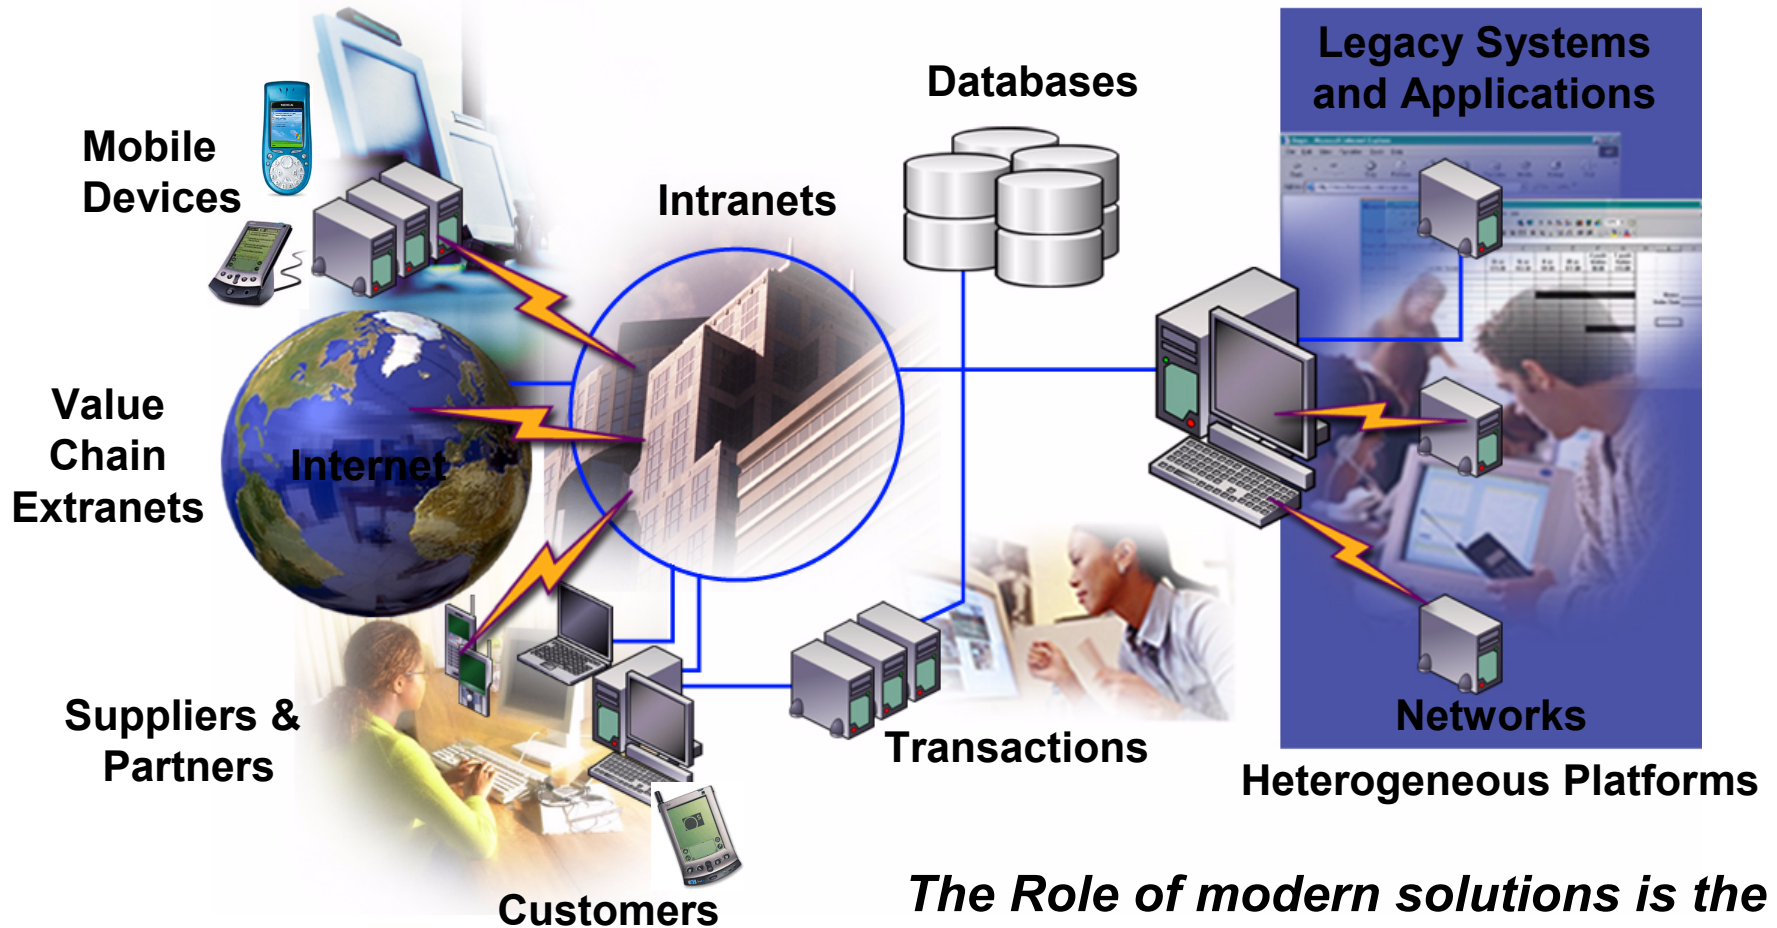 Legacy Systems
and Applications
Databases
Mobile
Devices
Intranets
Value
Chain
Extranets
Internet
Suppliers &
Partners
Transactions
Networks
Heterogeneous Platforms
Customers
The Role of modern solutions is the